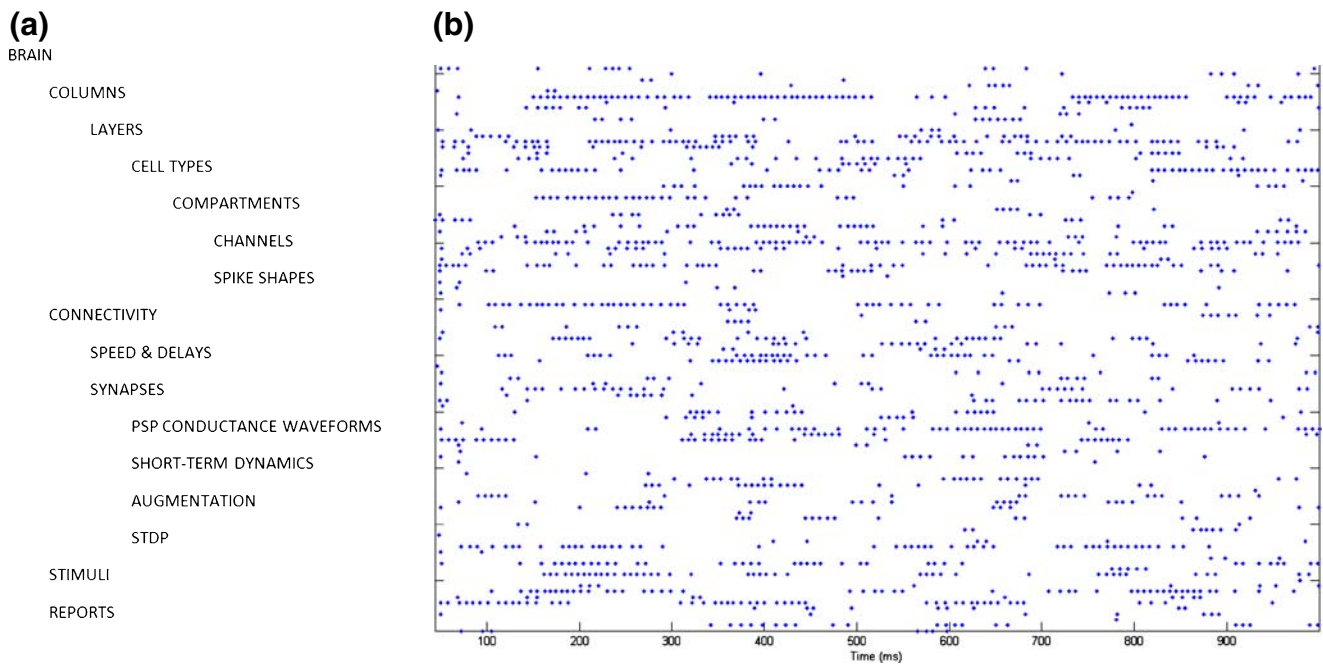 (a)
BRAIN
COLUMNS
LAYERS
CELL TYPES
COMPARTMENTS
CHANNELS
SPIKE SHAPES
CONNECTIVITY
SPEED & DELAYS
SYNAPSES
PSP CONDUCTANCE WAVEFORMS
SHORT-TERM DYNAMICS
AUGMENTATION
STDP
STIMULI
REPORTS
(b)
100 200 300 400 500 600 700 800 900
Time (ms)